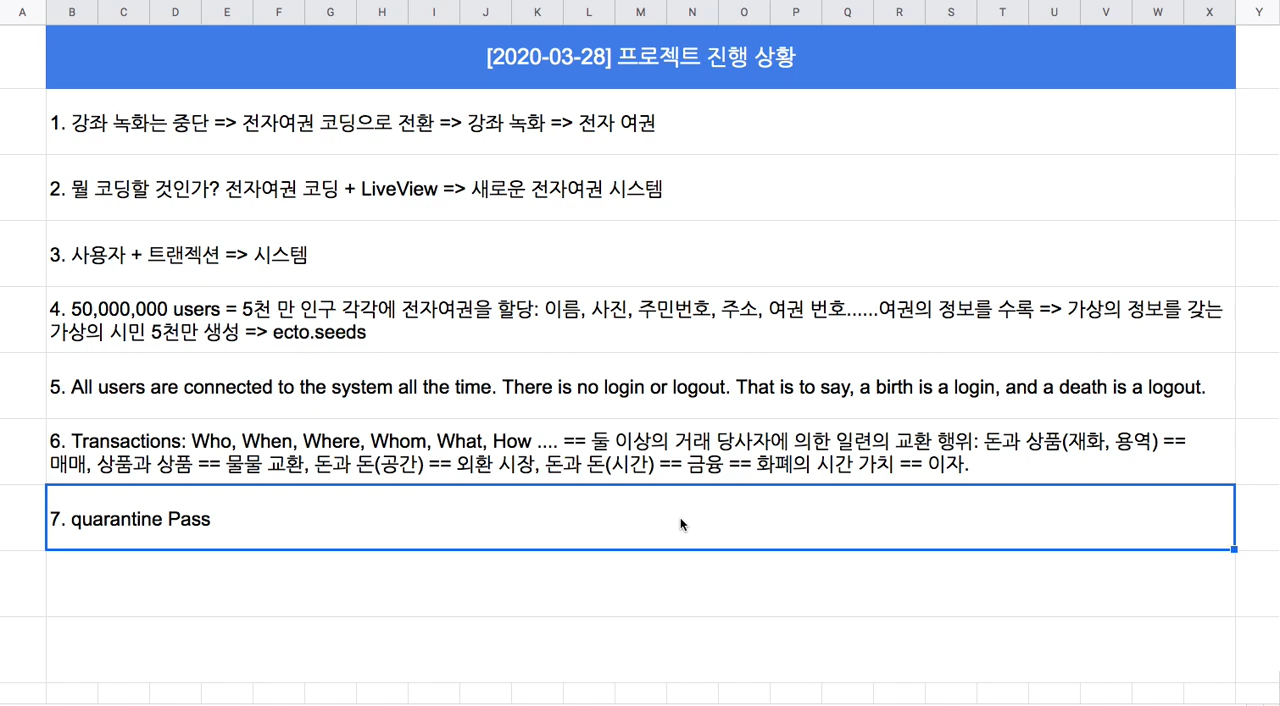 A B C D E F G H I J K L M N O P Q R S T U V W X Y
[2020-03-28] 프로젝트 진행 상황
1. 강좌 녹화는 중단 => 전자여권 코딩으로 전환 => 강좌 녹화 => 전자 여권
2. 뭘 코딩할 것인가? 전자여권 코딩 + LiveView => 새로운 전자여권 시스템
3. 사용자 + 트랜젝션 => 시스템
4. 50,000,000 users = 5천 만 인구 각각에 전자여권을 할당: 이름, 사진, 주민번호, 주소, 여권 번호......여권의 정보를 수록 => 가상의 정보를 갖는
가상의 시민 5천만 생성 => ecto.seeds
5. All users are connected to the system all the time. There is no login or logout. That is to say, a birth is a login, and a death is a logout.
6. Transactions: Who, When, Where, Whom, What, How .... == 둘 이상의 거래 당사자에 의한 일련의 교환 행위: 돈과 상품(재화, 용역) ==
매매, 상품과 상품 == 물물 교환, 돈과 돈(공간) == 외환 시장, 돈과 돈(시간) == 금융 == 화폐의 시간 가치 == 이자.
7. quarantine Pass